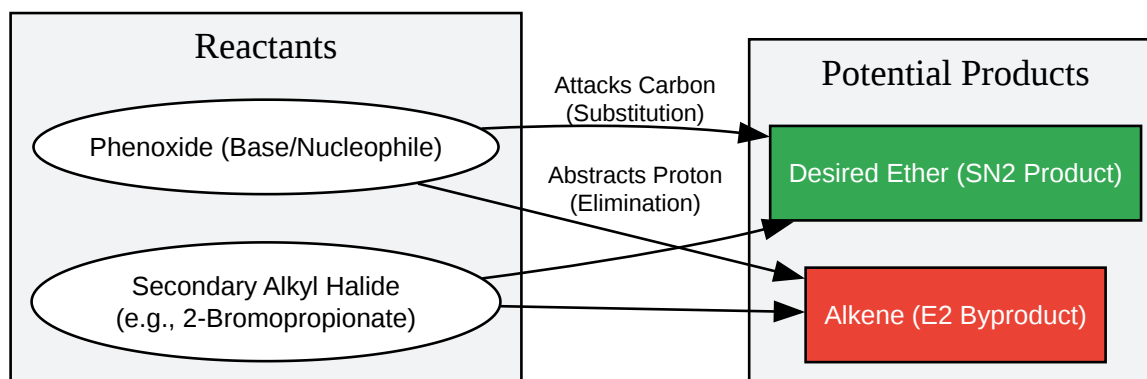 Reactants
Phenoxide (Base/Nucleophile)
Secondary Alkyl Halide
(e.g., 2-Bromopropionate)
Attacks Carbon
(Substitution)
Abstracts Proton
(Elimination)
Potential Products
Desired Ether (SN2 Product)
Alkene (E2 Byproduct)